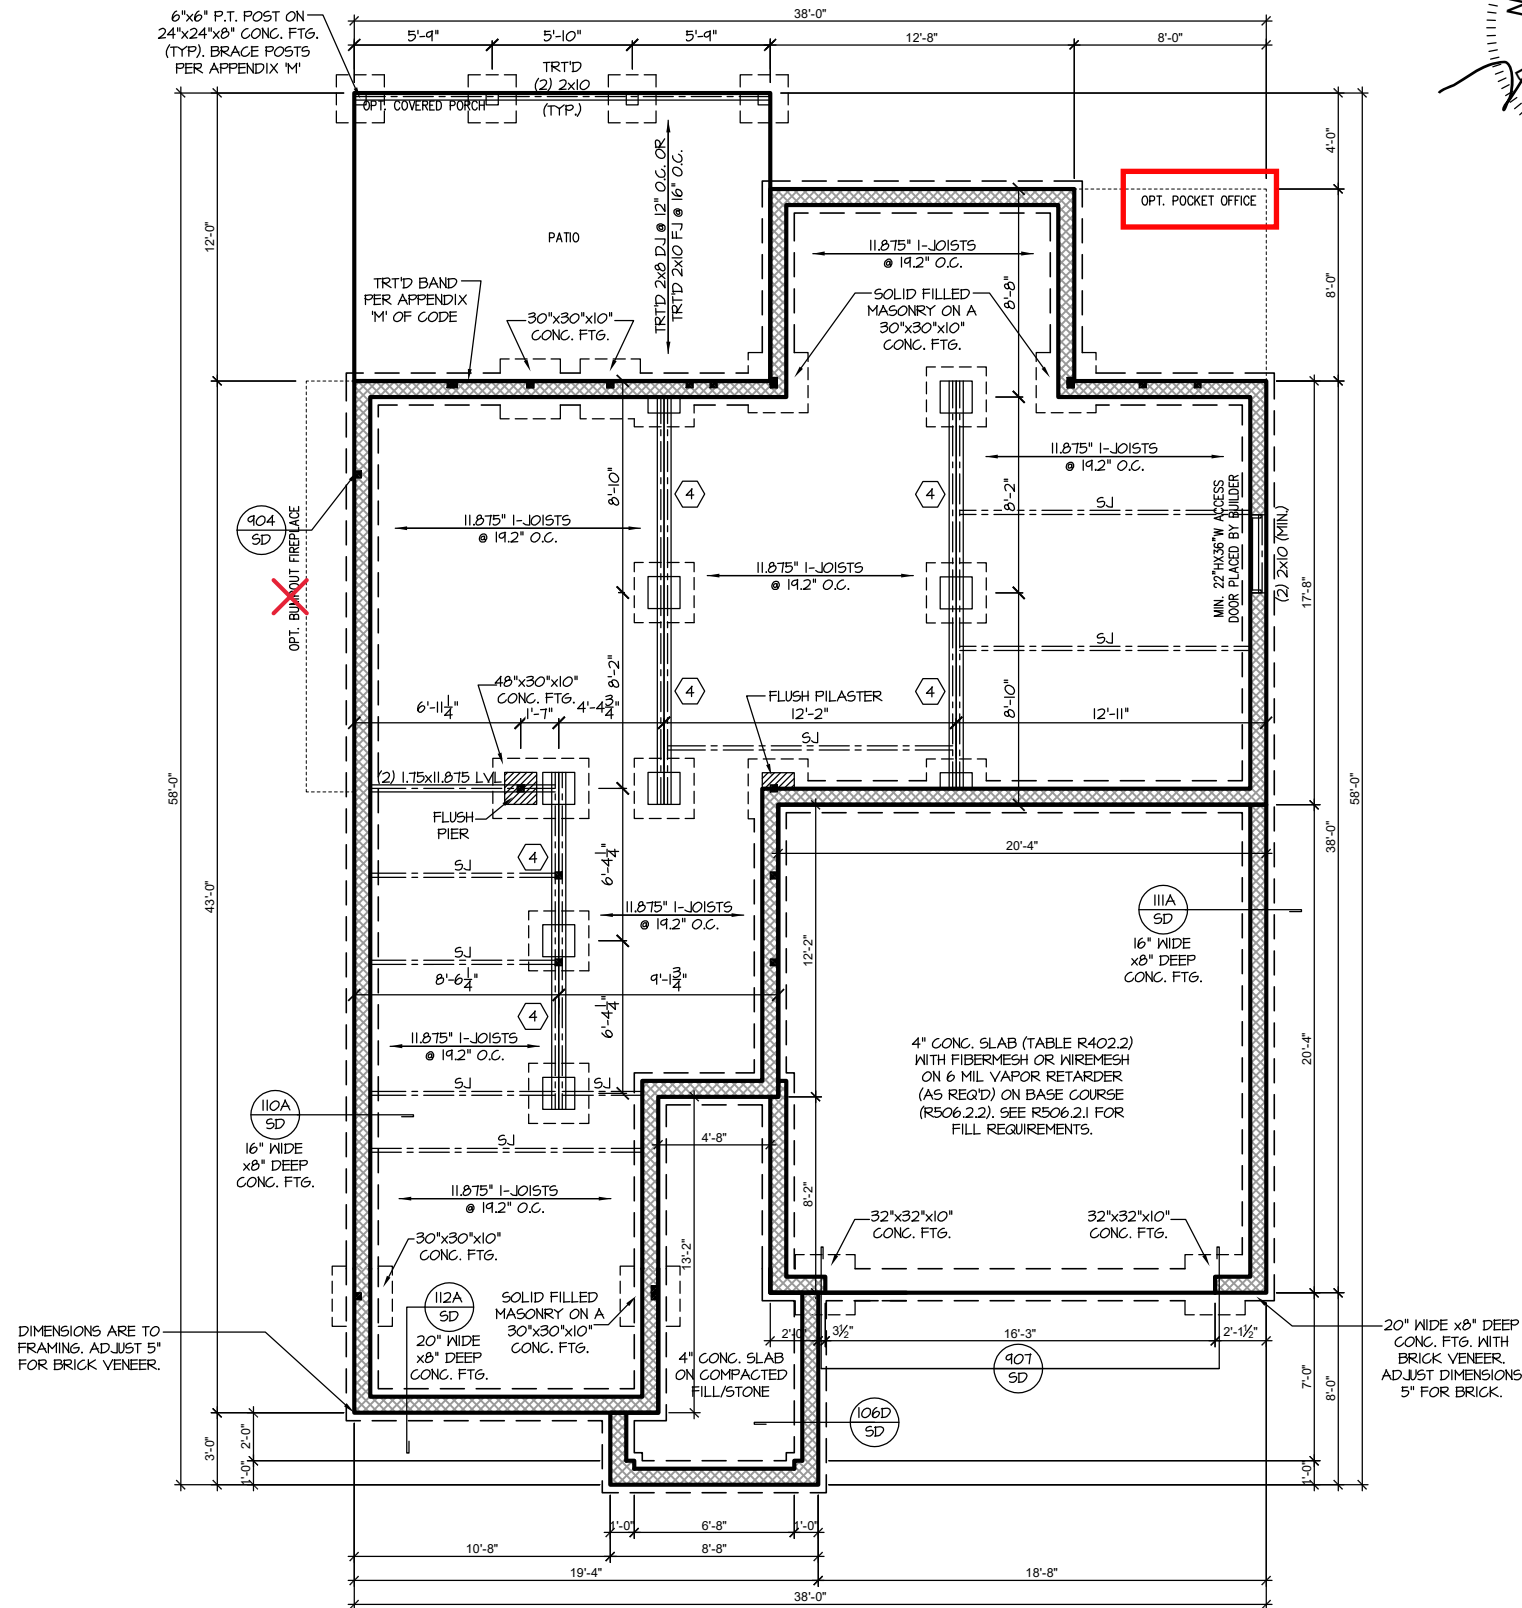 6"x6" P.T. POST ON
24"x24"x8" CONC. FTG.
(TYP). BRACE POSTS
PER APPENDIX 'M'
38'-0"
5'-9"
5'-10"
5'-9"
12'-8"
8'-0"
TRT'D
(2) 2x10
(TYP.)
OPT. COVERED PORCH
N
4'-0"
12'-0"
PATIO
TRT'D 2x8 DJ @ 12" O.C. OR
TRT'D 2x10 FJ @ 16" O.C.
OPT. POCKET OFFICE
11.875" I-JOISTS
@ 19.2" O.C.
8'-8"
8'-0"
TRT'D BAND
PER APPENDIX
'M' OF CODE
30"x30"x10"
CONC. FTG.
SOLID FILLED
MASONRY ON A
30"x30"x10"
CONC. FTG.
904
SD
OPT. BUMPOUT FIREPLACE
11.875" I-JOISTS
@ 19.2" O.C.
8'-10"
4
4
8'-2"
11.875" I-JOISTS
@ 19.2" O.C.
SJ
MIN. 22"HX36"W ACCESS
DOOR PLACED BY BUILDER
(2) 2x10 (MIN.)
11.875" I-JOISTS
@ 19.2" O.C.
17'-8"
SJ
8'-2"
4
4
8'-10"
48"x30"x10"
CONC. FTG.
FLUSH PILASTER
6'-11 1/4"
1'-7"
4'-4 3/4"
12'-2"
12'-11"
SJ
58'-0"
58'-0"
(2) 1.75x11.875 LVL
FLUSH
PIER
4
6'-4 1/4"
SJ
20'-4"
38'-0"
43'-0"
11.875" I-JOISTS
@ 19.2" O.C.
12'-2"
111A
SD
16" WIDE
x8" DEEP
CONC. FTG.
SJ
8'-6 1/4"
9'-1 3/4"
4
6'-4 1/4"
11.875" I-JOISTS
@ 19.2" O.C.
SJ
SJ
4" CONC. SLAB (TABLE R402.2)
WITH FIBERMESH OR WIREMESH
ON 6 MIL VAPOR RETARDER
(AS REQ'D) ON BASE COURSE
(R506.2.2). SEE R506.2.1 FOR
FILL REQUIREMENTS.
20'-4"
110A
SD
16" WIDE
x8" DEEP
CONC. FTG.
SJ
4'-8"
8'-2"
11.875" I-JOISTS
@ 19.2" O.C.
30"x30"x10"
CONC. FTG.
13'-2"
32"x32"x10"
CONC. FTG.
32"x32"x10"
CONC. FTG.
112A
SD
20" WIDE
x8" DEEP
CONC. FTG.
SOLID FILLED
MASONRY ON A
30"x30"x10"
CONC. FTG.
DIMENSIONS ARE TO
FRAMING. ADJUST 5"
FOR BRICK VENEER.
2'-0"
3½"
16'-3"
2'-1½"
907
SD
20" WIDE x8" DEEP
CONC. FTG. WITH
BRICK VENEER.
ADJUST DIMENSIONS
5" FOR BRICK.
4" CONC. SLAB
ON COMPACTED
FILL/STONE
106D
SD
7'-0"
8'-0"
3'-0"
2'-0"
1'-0"
1'-0"
1'-0"
6'-8"
1'-0"
10'-8"
8'-8"
19'-4"
18'-8"
38'-0"